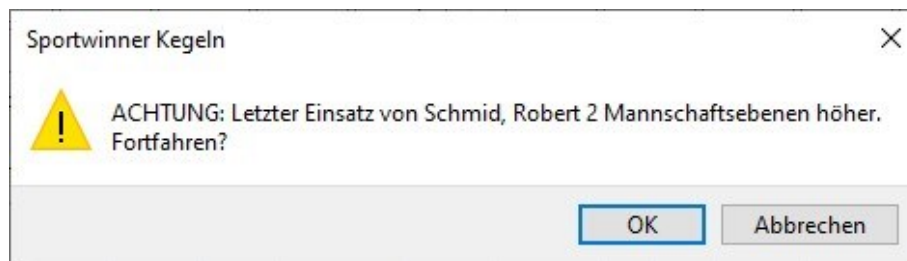 Sportwinner Kegeln
ACHTUNG: Letzter Einsatz von Schmid, Robert 2 Mannschaftsebenen höher.
Fortfahren?
OK
Abbrechen